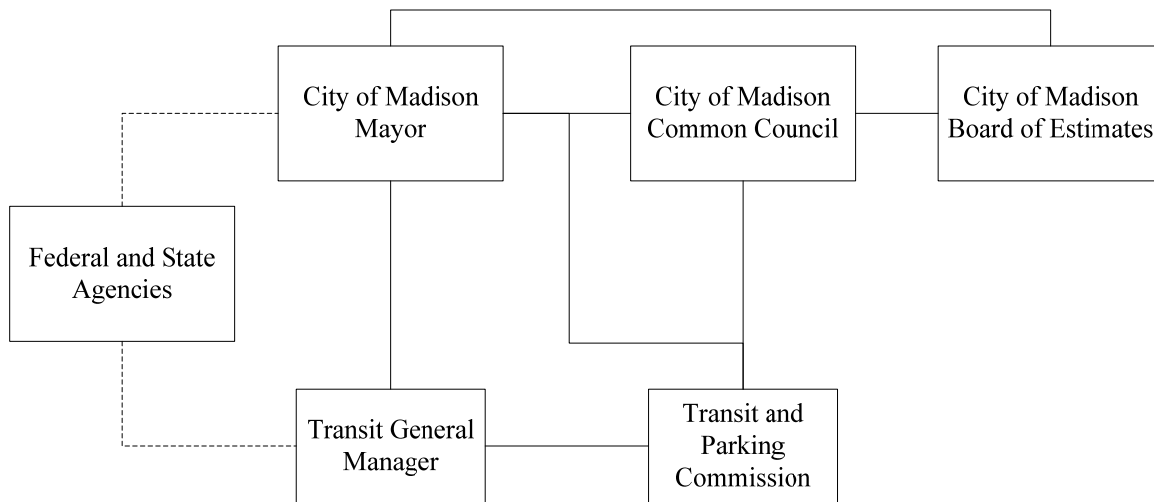 City of Madison
Mayor
City of Madison
Common Council
City of Madison
Board of Estimates
Federal and State
Agencies
Transit General
Manager
Transit and
Parking
Commission